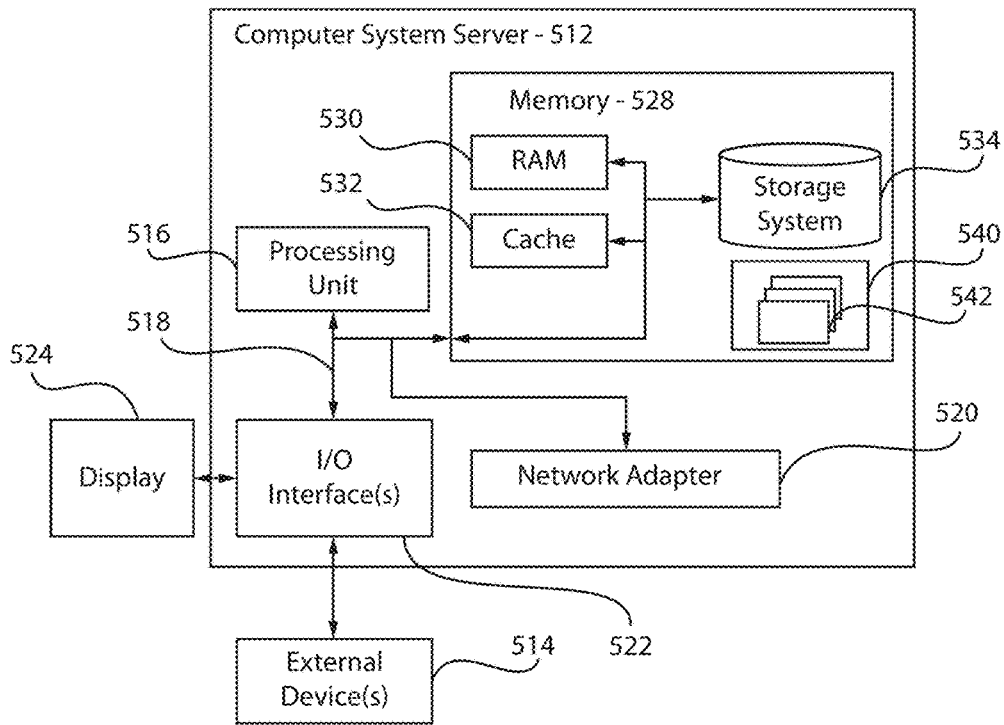 Computer System Server - 512
Memory - 528
530
RAM
532
Cache
Storage
System
534
540
542
516
Processing
Unit
518
524
Display
I/O
Interface(s)
Network Adapter
520
522
External
Device(s)
514